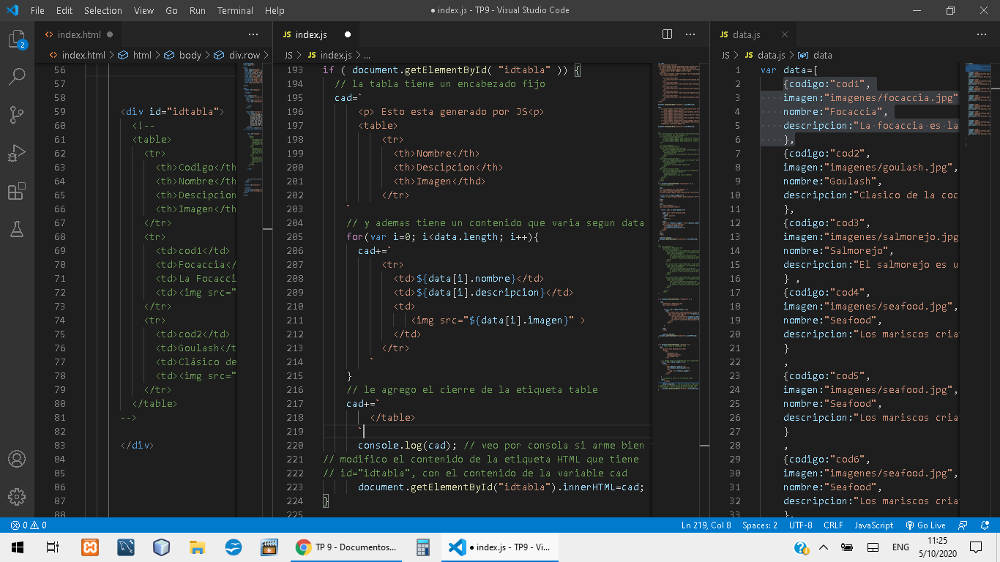 File Edit Selection View Go Run Terminal Help
● index.js - TP9 - Visual Studio Code
index.html ●
index.html > html > body > div.row >
56
57
58
59 <div id="idtabla">
60 <!--
61 <table>
62 <tr>
63 <th>Codigo</th
64 <th>Nombre</th
65 <th>Descipcion
66 <th>Imagen</th
67 </tr>
68 <tr>
69 <td>cod1</td>
70 <td>Focaccia</
71 <td>La Focacci
72 <td><img src="
73 </tr>
74 <tr>
75 <td>cod2</td>
76 <td>Goulash</t
77 <td>Clásico de
78 <td><img src="
79 </tr>
80 </table>
81 -->
82
83 </div>
84
85
86
87
88
JS index.js ●
JS > JS index.js > ...
193 if ( document.getElementById( "idtabla" )) {
194 // la tabla tiene un encabezado fijo
195 cad=`
196 <p> Esto esta generado por JS<p>
197 <table>
198 <tr>
199 <th>Nombre</th>
200 <th>Descipcion</th>
201 <th>Imagen</thd>
202 </tr>
203 `
204 // y ademas tiene un contenido que varia segun data
205 for(var i=0; i<data.length; i++){
206 cad+=`
207 <tr>
208 <td>${data[i].nombre}</td>
209 <td>${data[i].descripcion}</td>
210 <td>
211 <img src="${data[i].imagen}" >
212 </td>
213 </tr>
214 `
215 }
216 // le agrego el cierre de la etiqueta table
217 cad+=`
218 </table>
219 `
220 console.log(cad); // veo por consola si arme bien
221 // modifico el contenido de la etiqueta HTML que tiene
222 // id="idtabla", con el contenido de la variable cad
223 document.getElementById("idtabla").innerHTML=cad;
224 }
225
JS data.js
JS > JS data.js > data
1 var data=[
2 {codigo:"cod1",
3 imagen:"imagenes/focaccia.jpg"
4 nombre:"Focaccia",
5 descripcion:"La focaccia es la
6 },
7 {codigo:"cod2",
8 imagen:"imagenes/goulash.jpg",
9 nombre:"Goulash",
10 descripcion:"Clasico de la coc
11 },
12 {codigo:"cod3",
13 imagen:"imagenes/salmorejo.jpg
14 nombre:"Salmorejo",
15 descripcion:"El salmorejo es u
16 } ,
17 {codigo:"cod4",
18 imagen:"imagenes/seafood.jpg",
19 nombre:"Seafood",
20 descripcion:"Los mariscos cria
21 }
22 ,
23 {codigo:"cod5",
24 imagen:"imagenes/seafood.jpg",
25 nombre:"Seafood",
26 descripcion:"Los mariscos cria
27 }
28 ,
29 {codigo:"cod6",
30 imagen:"imagenes/seafood.jpg",
31 nombre:"Seafood",
32 descripcion:"Los mariscos cria
33 },
2
0 0
Ln 219, Col 8 Spaces: 2 UTF-8 CRLF JavaScript Go Live
TP 9 - Documentos...
● index.js - TP9 - Vi...
ENG
11:25
5/10/2020